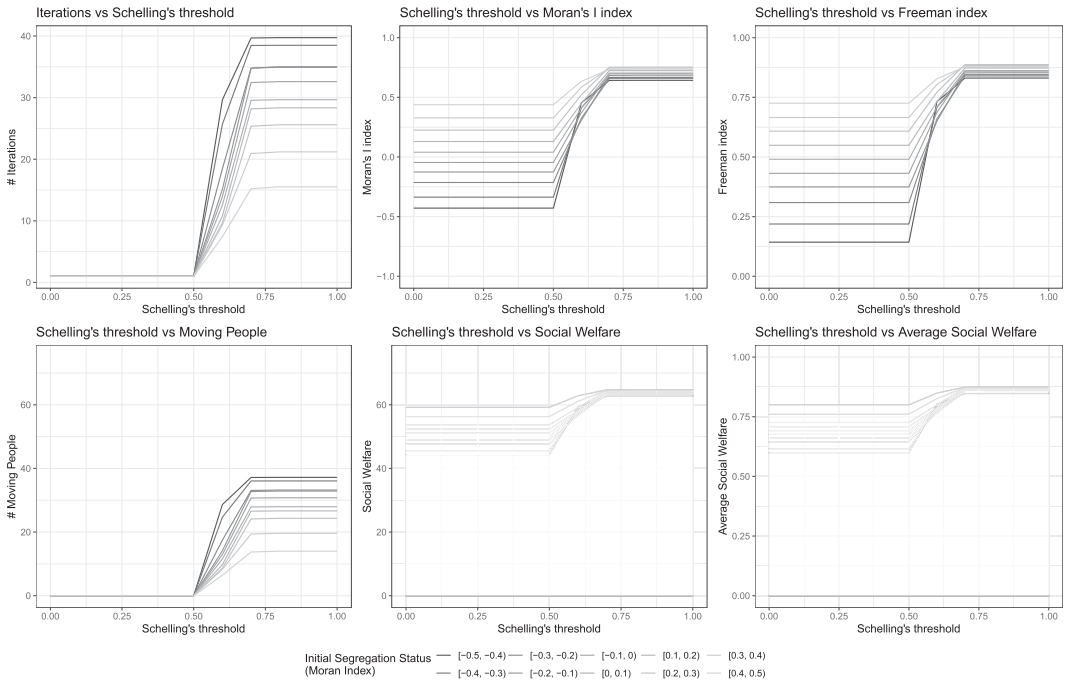 Iterations vs Schelling's threshold
# Iterations
40
30
20
10
0
0.00 0.25 0.50 0.75 1.00
Schelling's threshold
Schelling's threshold vs Moran's I index
Moran's I index
1.0
0.5
0.0
−0.5
−1.0
0.00 0.25 0.50 0.75 1.00
Schelling's threshold
Schelling's threshold vs Freeman index
Freeman index
1.00
0.75
0.50
0.25
0.00
0.00 0.25 0.50 0.75 1.00
Schelling's threshold
Schelling's threshold vs Moving People
# Moving People
60
40
20
0
0.00 0.25 0.50 0.75 1.00
Schelling's threshold
Schelling's threshold vs Social Welfare
Social Welfare
60
40
20
0
0.00 0.25 0.50 0.75 1.00
Schelling's threshold
Schelling's threshold vs Average Social Welfare
Average Social Welfare
1.00
0.75
0.50
0.25
0.00
0.00 0.25 0.50 0.75 1.00
Schelling's threshold
Initial Segregation Status
(Moran Index)
[−0.5, −0.4) [−0.3, −0.2) [−0.1, 0) [0.1, 0.2) [0.3, 0.4)
[−0.4, −0.3) [−0.2, −0.1) [0, 0.1) [0.2, 0.3) [0.4, 0.5)